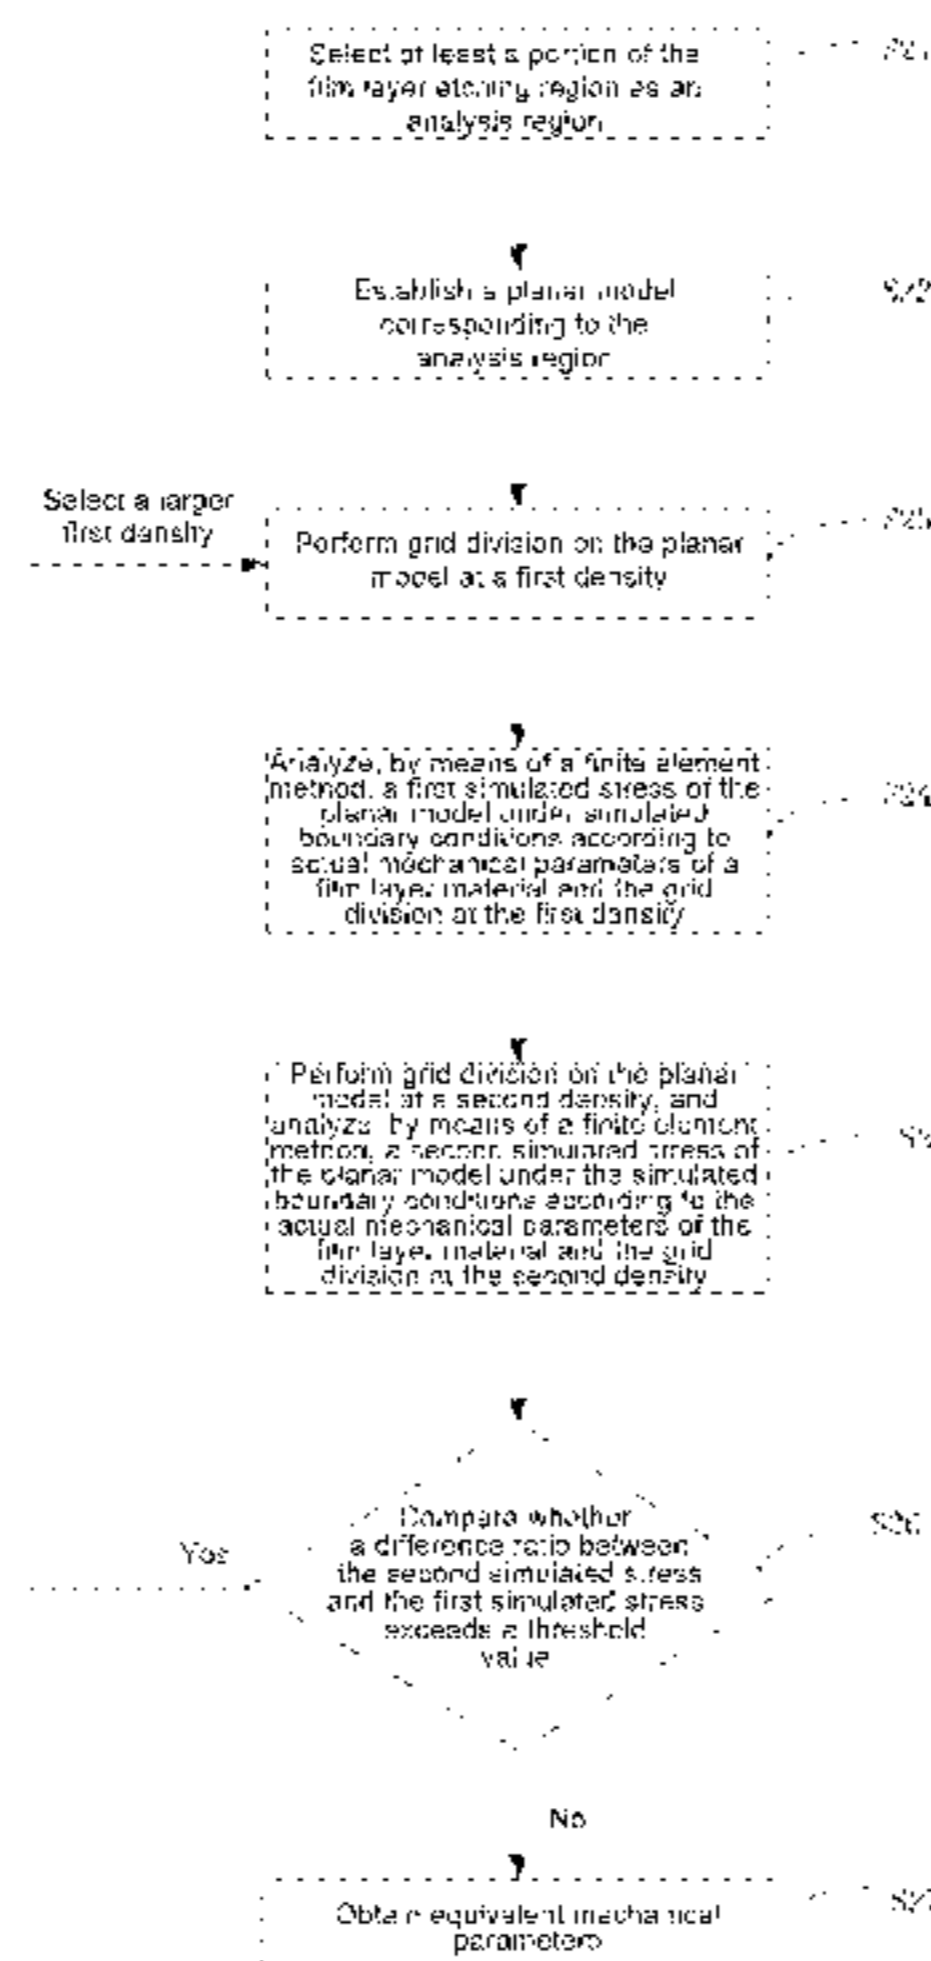 Select at least a portion of the
film layer etching region as an
analysis region
Establish a planar model
corresponding to the
analysis region
Select a larger
first density
Perform grid division on the planar
model at a first density
Analyze, by means of a finite element
method, a first simulated stress of the
planar model under simulated
boundary conditions according to
actual mechanical parameters of a
film layer material and the grid
division at the first density
Perform grid division on the planar
model at a second density, and
analyze, by means of a finite element
method, a second simulated stress of
the planar model under the simulated
boundary conditions according to the
actual mechanical parameters of the
film layer material and the grid
division at the second density
Compare whether
a difference ratio between
the second simulated stress
and the first simulated stress
exceeds a threshold
value
Yes
No
Obtain equivalent mechanical
parameters